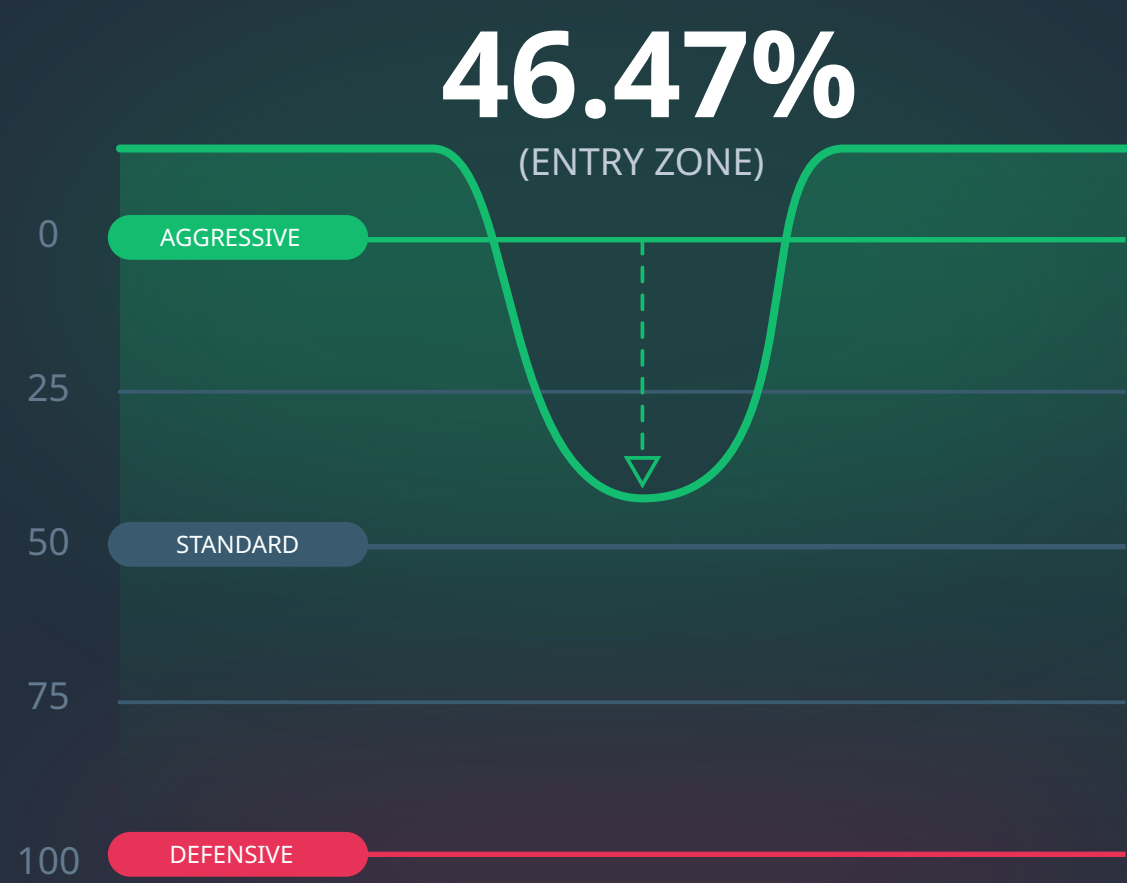 46.47%
(ENTRY ZONE)
0
AGGRESSIVE
25
50
STANDARD
75
100
DEFENSIVE